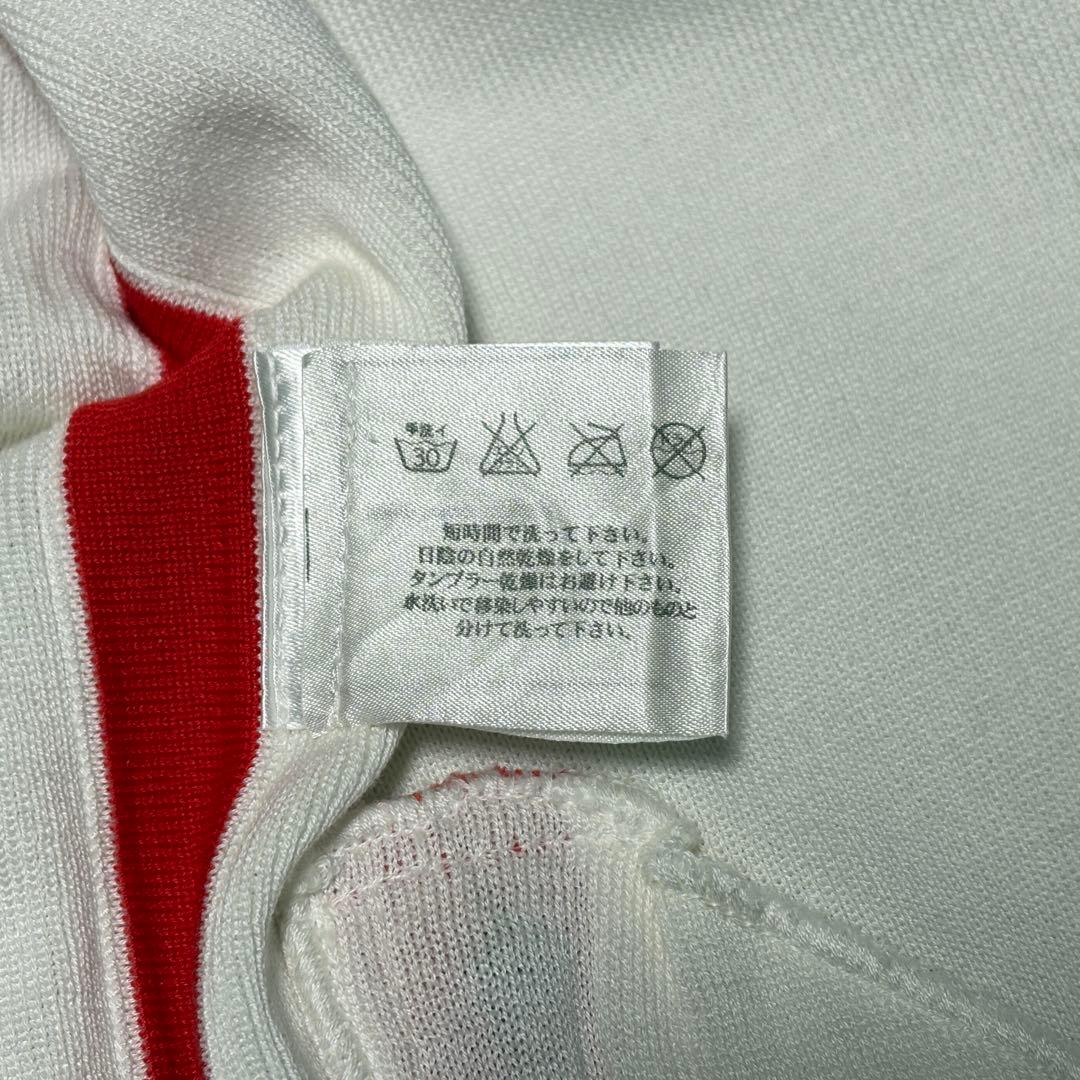 手洗イ
30
短時間で洗って下さい。
日陰の自然乾燥をして下さい。
タンブラー乾燥はお避け下さい。
水洗いで移染しやすいので他のものと
分けて洗って下さい。